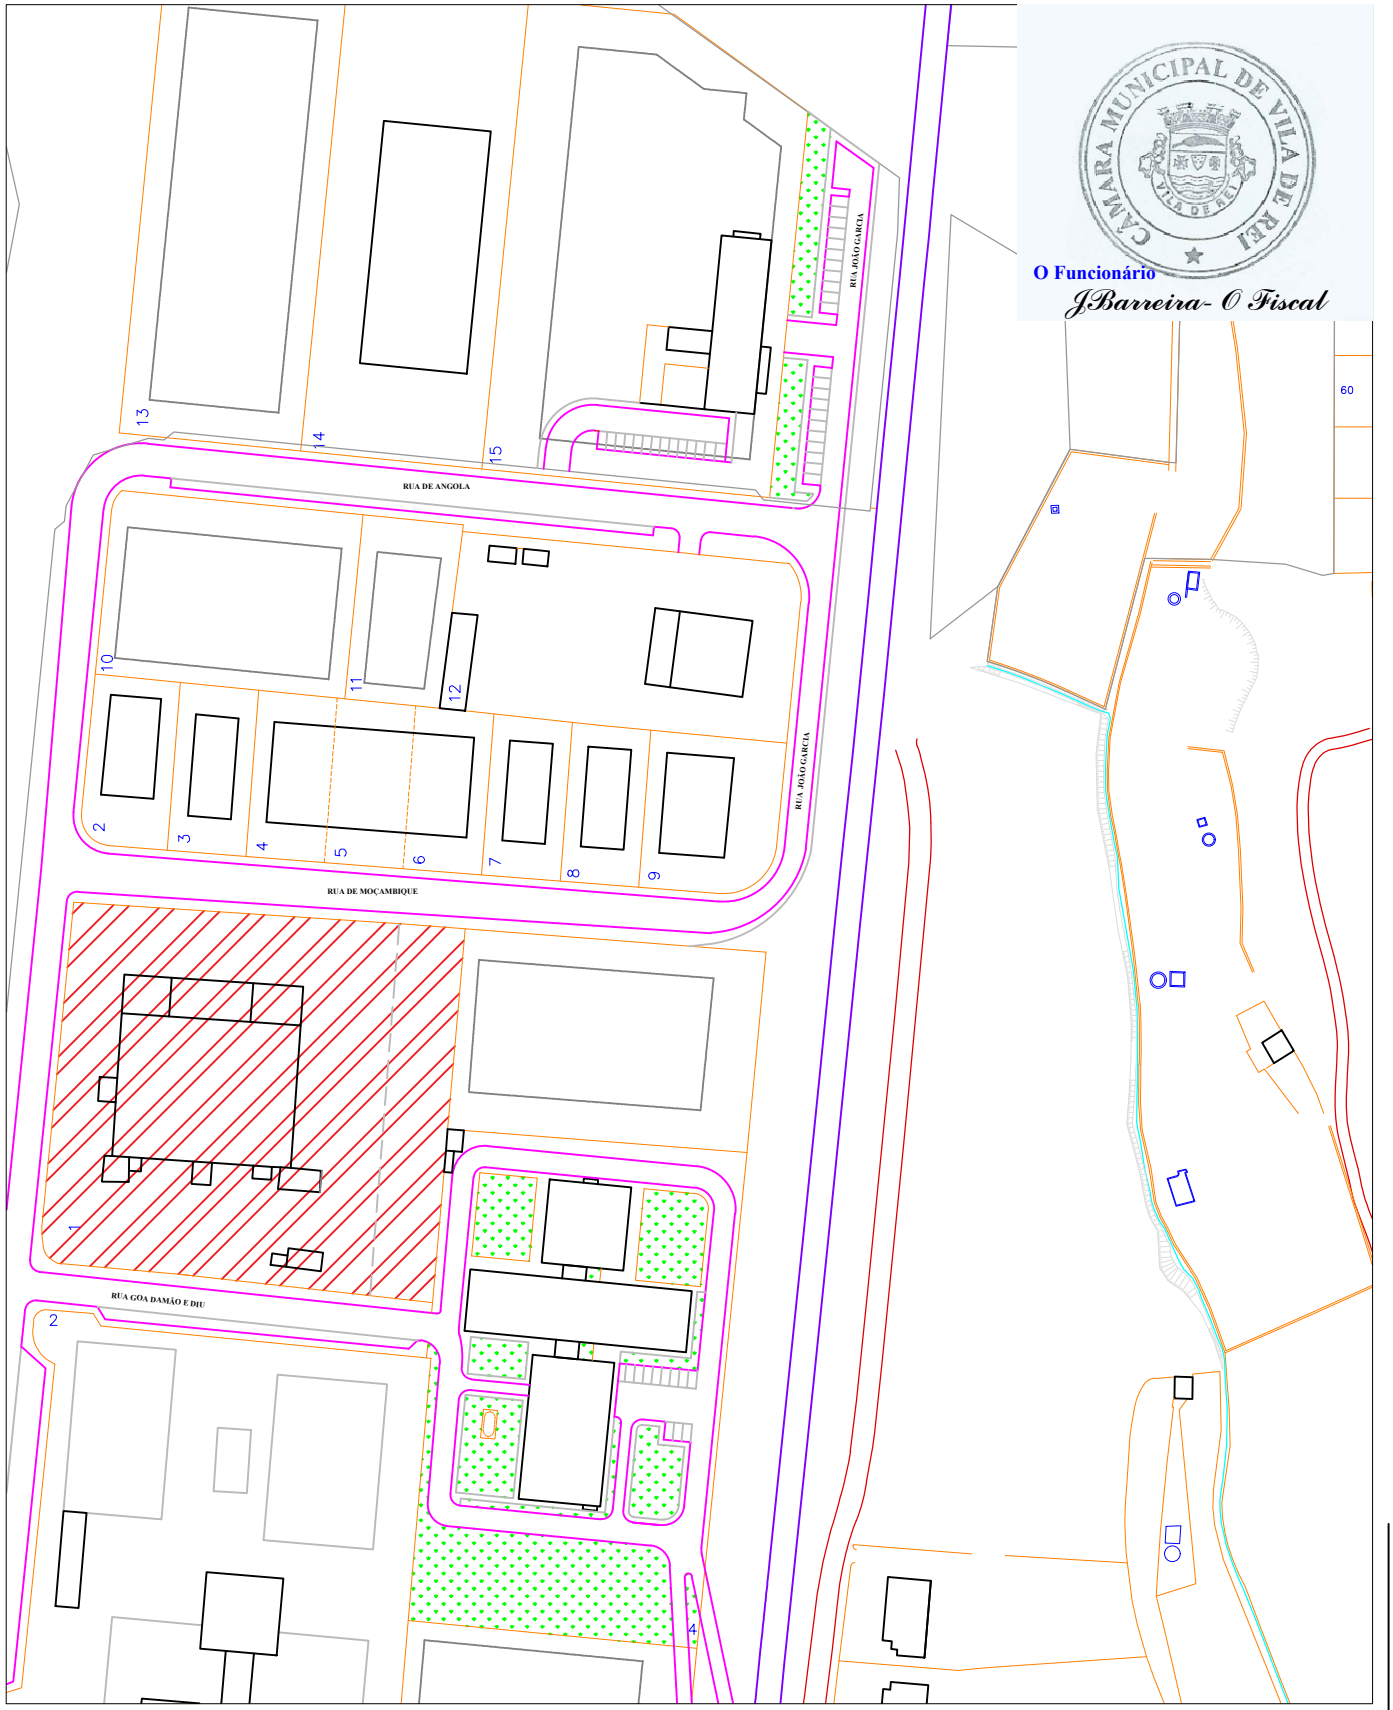 CÂMARA MUNICIPAL DE VILA DE REI
VILA DE REI
O Funcionário
J.Barreira- O Fiscal
RUA JOÃO GARCIA
60
13
14
15
RUA DE ANGOLA
10
11
12
RUA JOÃO GARCIA
2
3
4
5
6
7
8
9
RUA DE MOÇAMBIQUE
1
RUA GOA DAMÃO E DIU
2
4